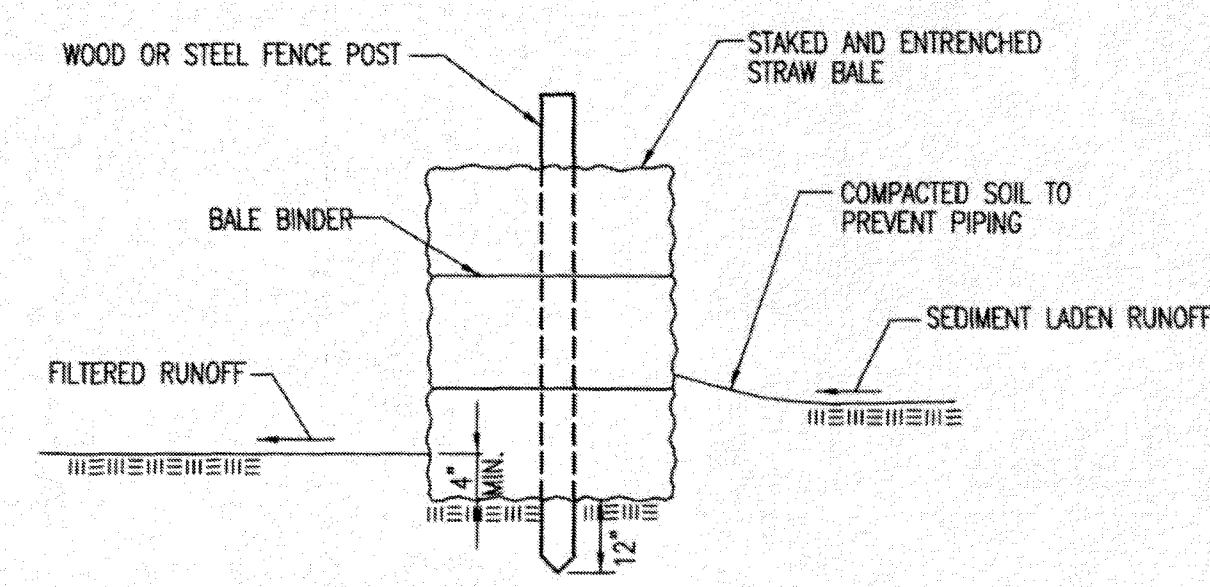 WOOD OR STEEL FENCE POST
STAKED AND ENTRENCHED
STRAW BALE
BALE BINDER
COMPACTED SOIL TO
PREVENT PIPING
SEDIMENT LADEN RUNOFF
FILTERED RUNOFF
4"
MIN.
12"